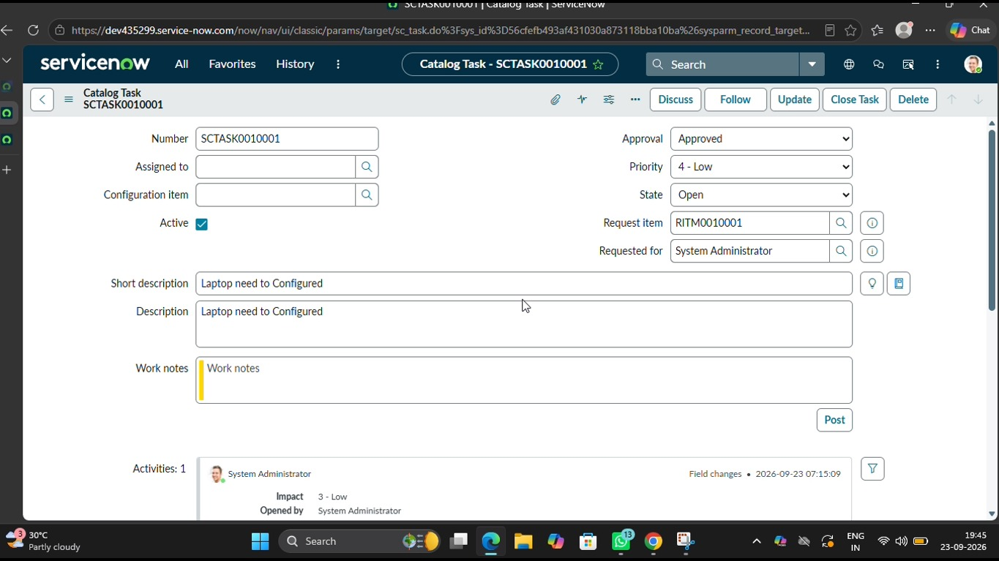 SCTASK0010001 | Catalog Task | ServiceNow
https://dev435299.service-now.com/now/nav/ui/classic/params/target/sc_task.do%3Fsys_id%3D56cfefb493af431030a873118bba10ba%26sysparm_record_target...
Chat
servicenow All Favorites History Catalog Task - SCTASK0010001 Search
Catalog Task
SCTASK0010001
Discuss Follow Update Close Task Delete
Number SCTASK0010001 Approval Approved
Assigned to Priority 4 - Low
Configuration item State Open
Active Request item RITM0010001
Requested for System Administrator
Short description Laptop need to Configured
Description Laptop need to Configured
Work notes Work notes
Post
Activities: 1 System Administrator Field changes • 2026-09-23 07:15:09
Impact 3 - Low
Opened by System Administrator
3 30°C
Partly cloudy
Search
13
ENG
IN
19:45
23-09-2026